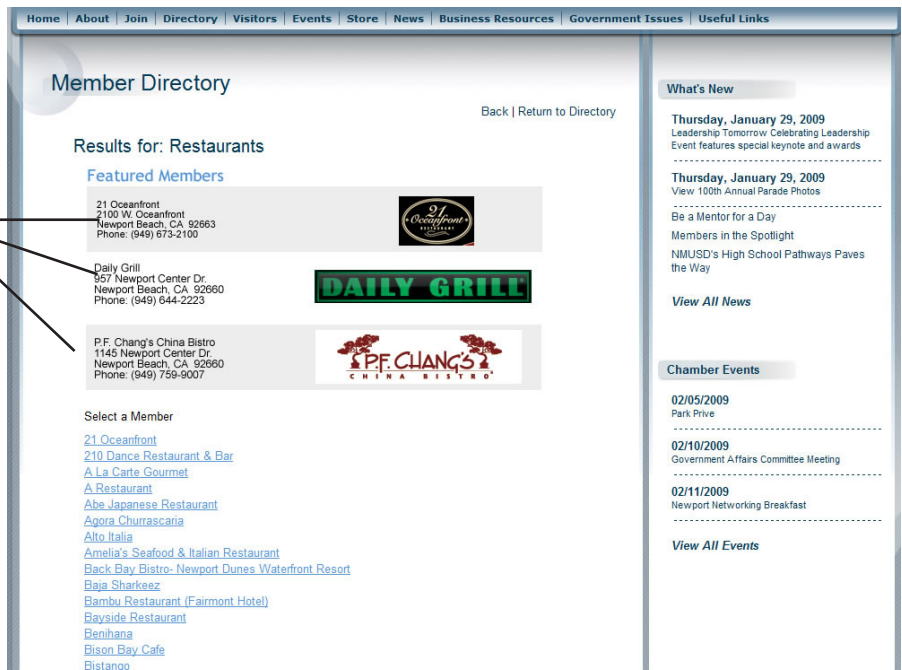 Home | About | Join | Directory | Visitors | Events | Store | News | Business Resources | Government Issues | Useful Links
Member Directory
Back | Return to Directory
Results for: Restaurants
Featured Members
21 Oceanfront
2100 W. Oceanfront
Newport Beach, CA 92663
Phone: (949) 673-2100
21
Oceanfront
RESTAURANT
Daily Grill
957 Newport Center Dr.
Newport Beach, CA 92660
Phone: (949) 644-2223
DAILY GRILL
P.F. Chang's China Bistro
1145 Newport Center Dr.
Newport Beach, CA 92660
Phone: (949) 759-9007
P.F. CHANG'S
CHINA BISTRO
Select a Member
21 Oceanfront
210 Dance Restaurant & Bar
A La Carte Gourmet
A Restaurant
Abe Japanese Restaurant
Agora Churrascaria
Alto Italia
Amelia's Seafood & Italian Restaurant
Back Bay Bistro- Newport Dunes Waterfront Resort
Baja Sharkeez
Bambu Restaurant (Fairmont Hotel)
Bayside Restaurant
Benihana
Bison Bay Cafe
Bistango
What's New
Thursday, January 29, 2009
Leadership Tomorrow Celebrating Leadership
Event features special keynote and awards
Thursday, January 29, 2009
View 100th Annual Parade Photos
Be a Mentor for a Day
Members in the Spotlight
NMUSD's High School Pathways Paves
the Way
View All News
Chamber Events
02/05/2009
Park Prive
02/10/2009
Government Affairs Committee Meeting
02/11/2009
Newport Networking Breakfast
View All Events